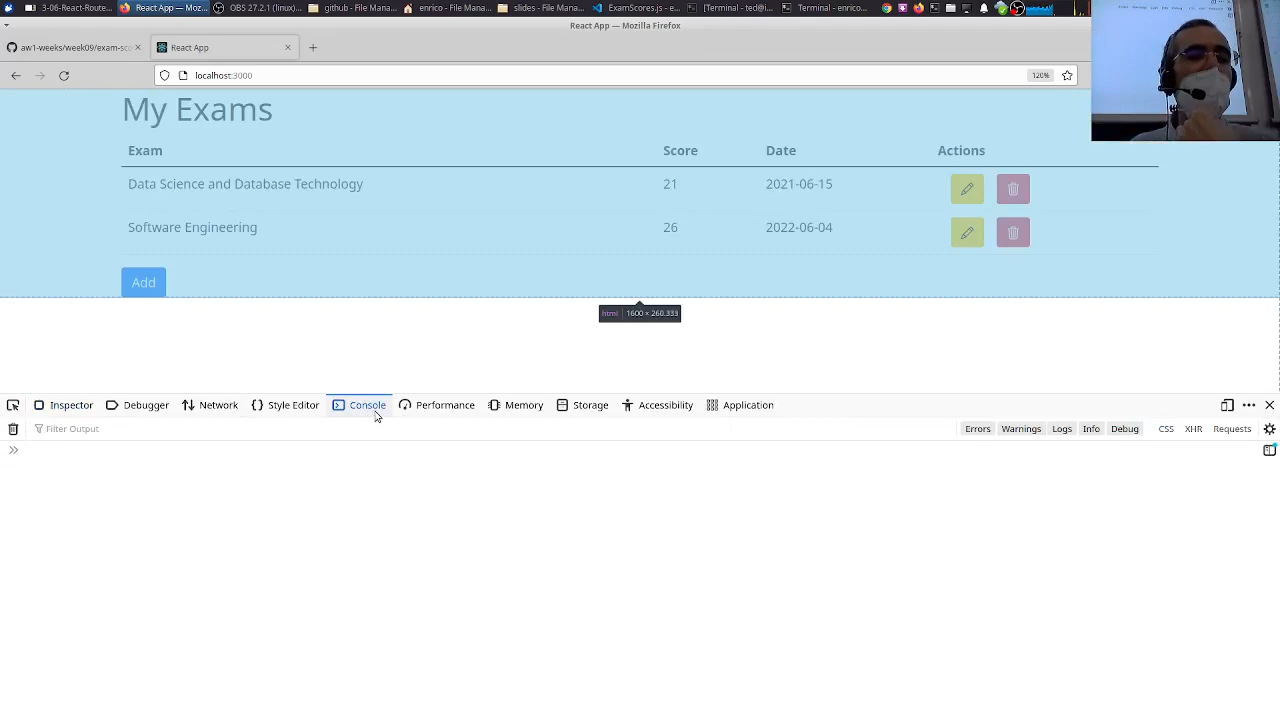 3-06-React-Route...
React App — Moz...
OBS 27.2.1 (linux)...
github - File Mana...
enrico - File Mana...
slides - File Mana...
ExamScores.js - e...
[Terminal - ted@i...
Terminal - enrico...
React App — Mozilla Firefox
aw1-weeks/week09/exam-sc
React App
localhost:3000
120%
My Exams
Exam Score Date Actions
Data Science and Database Technology 21 2021-06-15
Software Engineering 26 2022-06-04
Add
html 1600 × 260.333
Inspector Debugger Network Style Editor Console Performance Memory Storage Accessibility Application
Filter Output Errors Warnings Logs Info Debug CSS XHR Requests